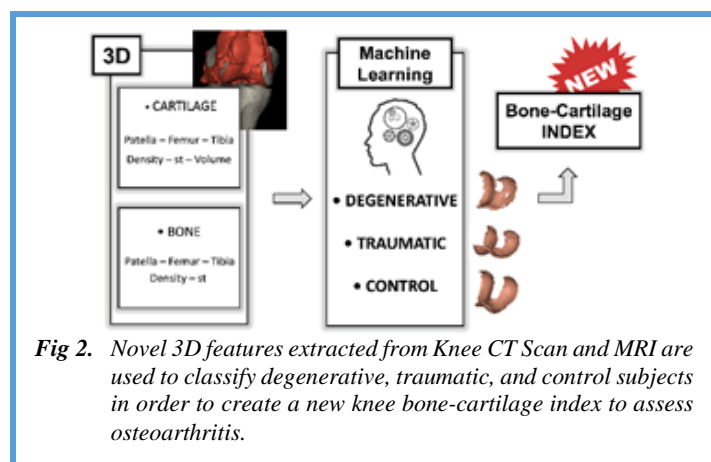 3D
• CARTILAGE
Patella – Femur – Tibia
Density – st – Volume
• BONE
Patella – Femur – Tibia
Density – st
Machine
Learning
• DEGENERATIVE
• TRAUMATIC
• CONTROL
NEW
Bone-Cartilage
INDEX
Fig 2. Novel 3D features extracted from Knee CT Scan and MRI are
used to classify degenerative, traumatic, and control subjects
in order to create a new knee bone-cartilage index to assess
osteoarthritis.